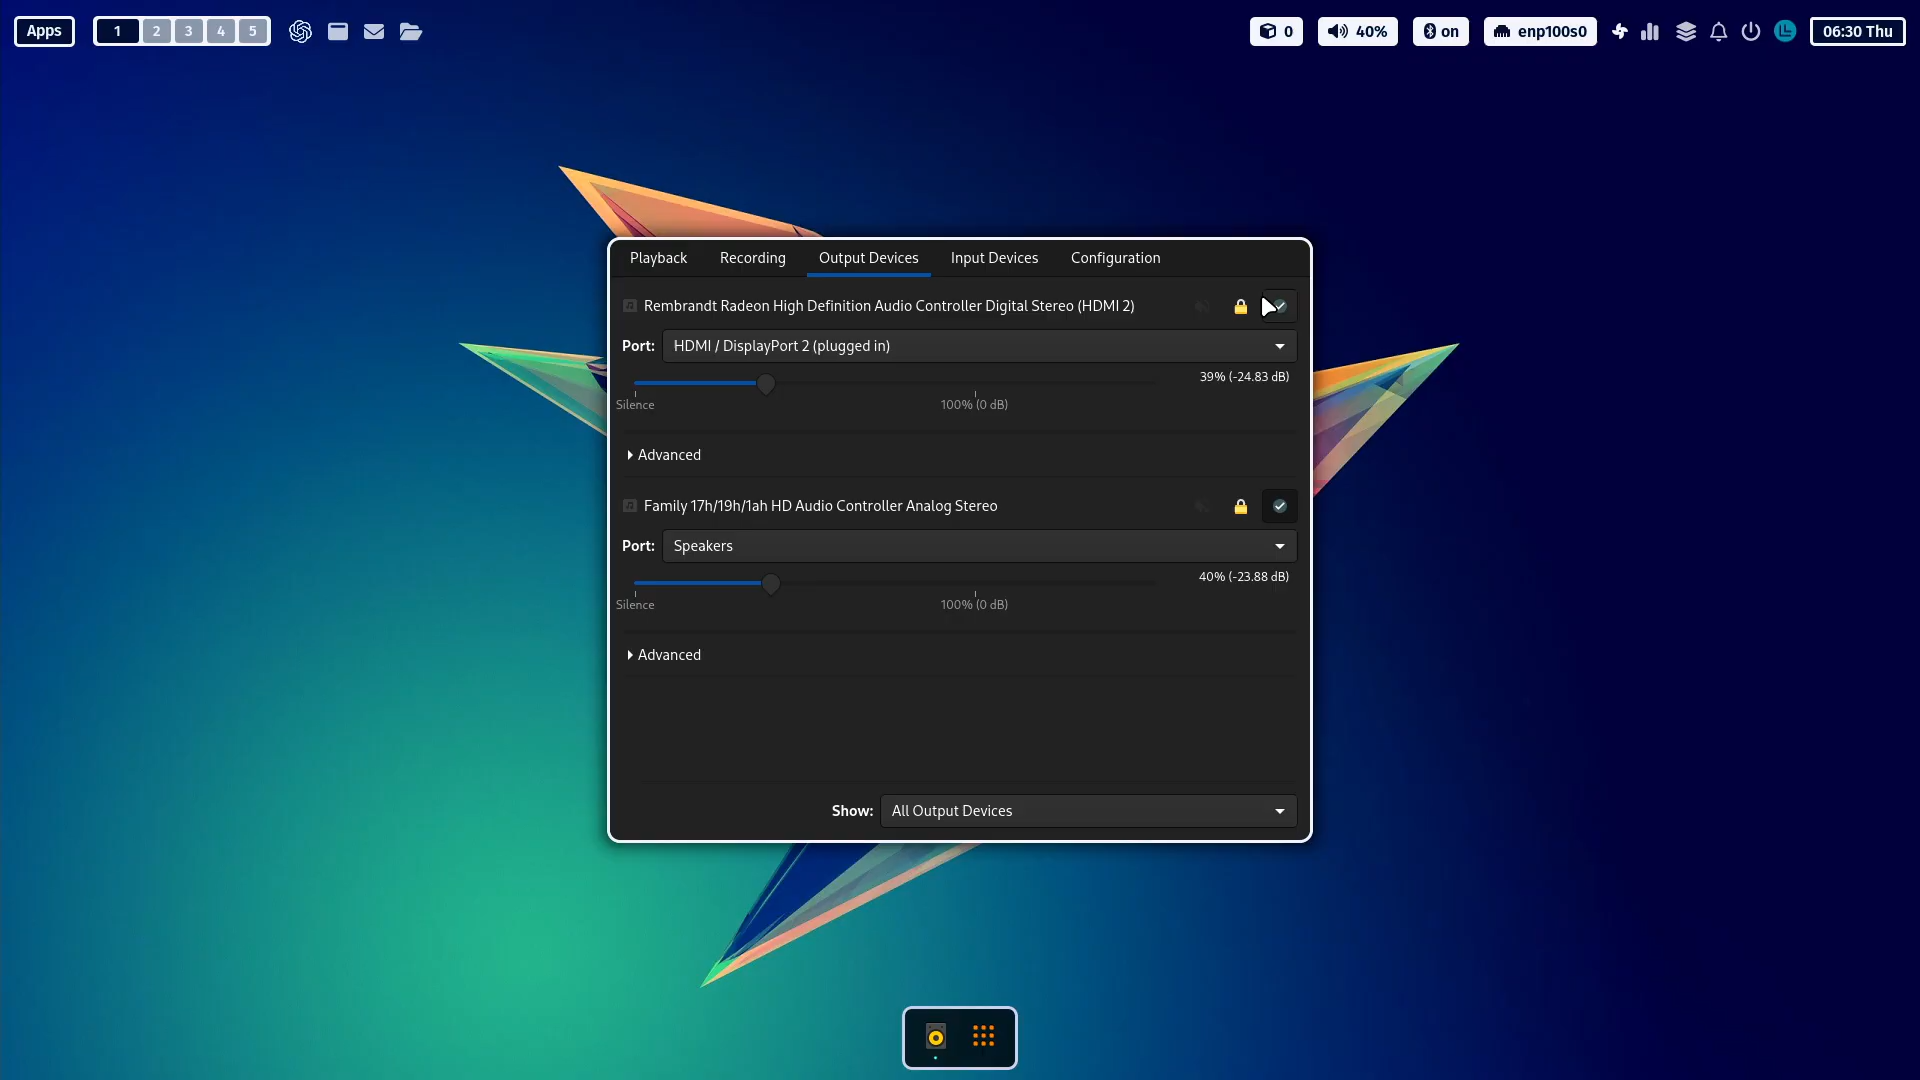 Apps
1 2 3 4 5
0
40%
on
enp100s0
06:30 Thu
Playback Recording Output Devices Input Devices Configuration
Rembrandt Radeon High Definition Audio Controller Digital Stereo (HDMI 2)
Port: HDMI / DisplayPort 2 (plugged in)
39% (-24.83 dB)
Silence 100% (0 dB)
Advanced
Family 17h/19h/1ah HD Audio Controller Analog Stereo
Port: Speakers
40% (-23.88 dB)
Silence 100% (0 dB)
Advanced
Show: All Output Devices